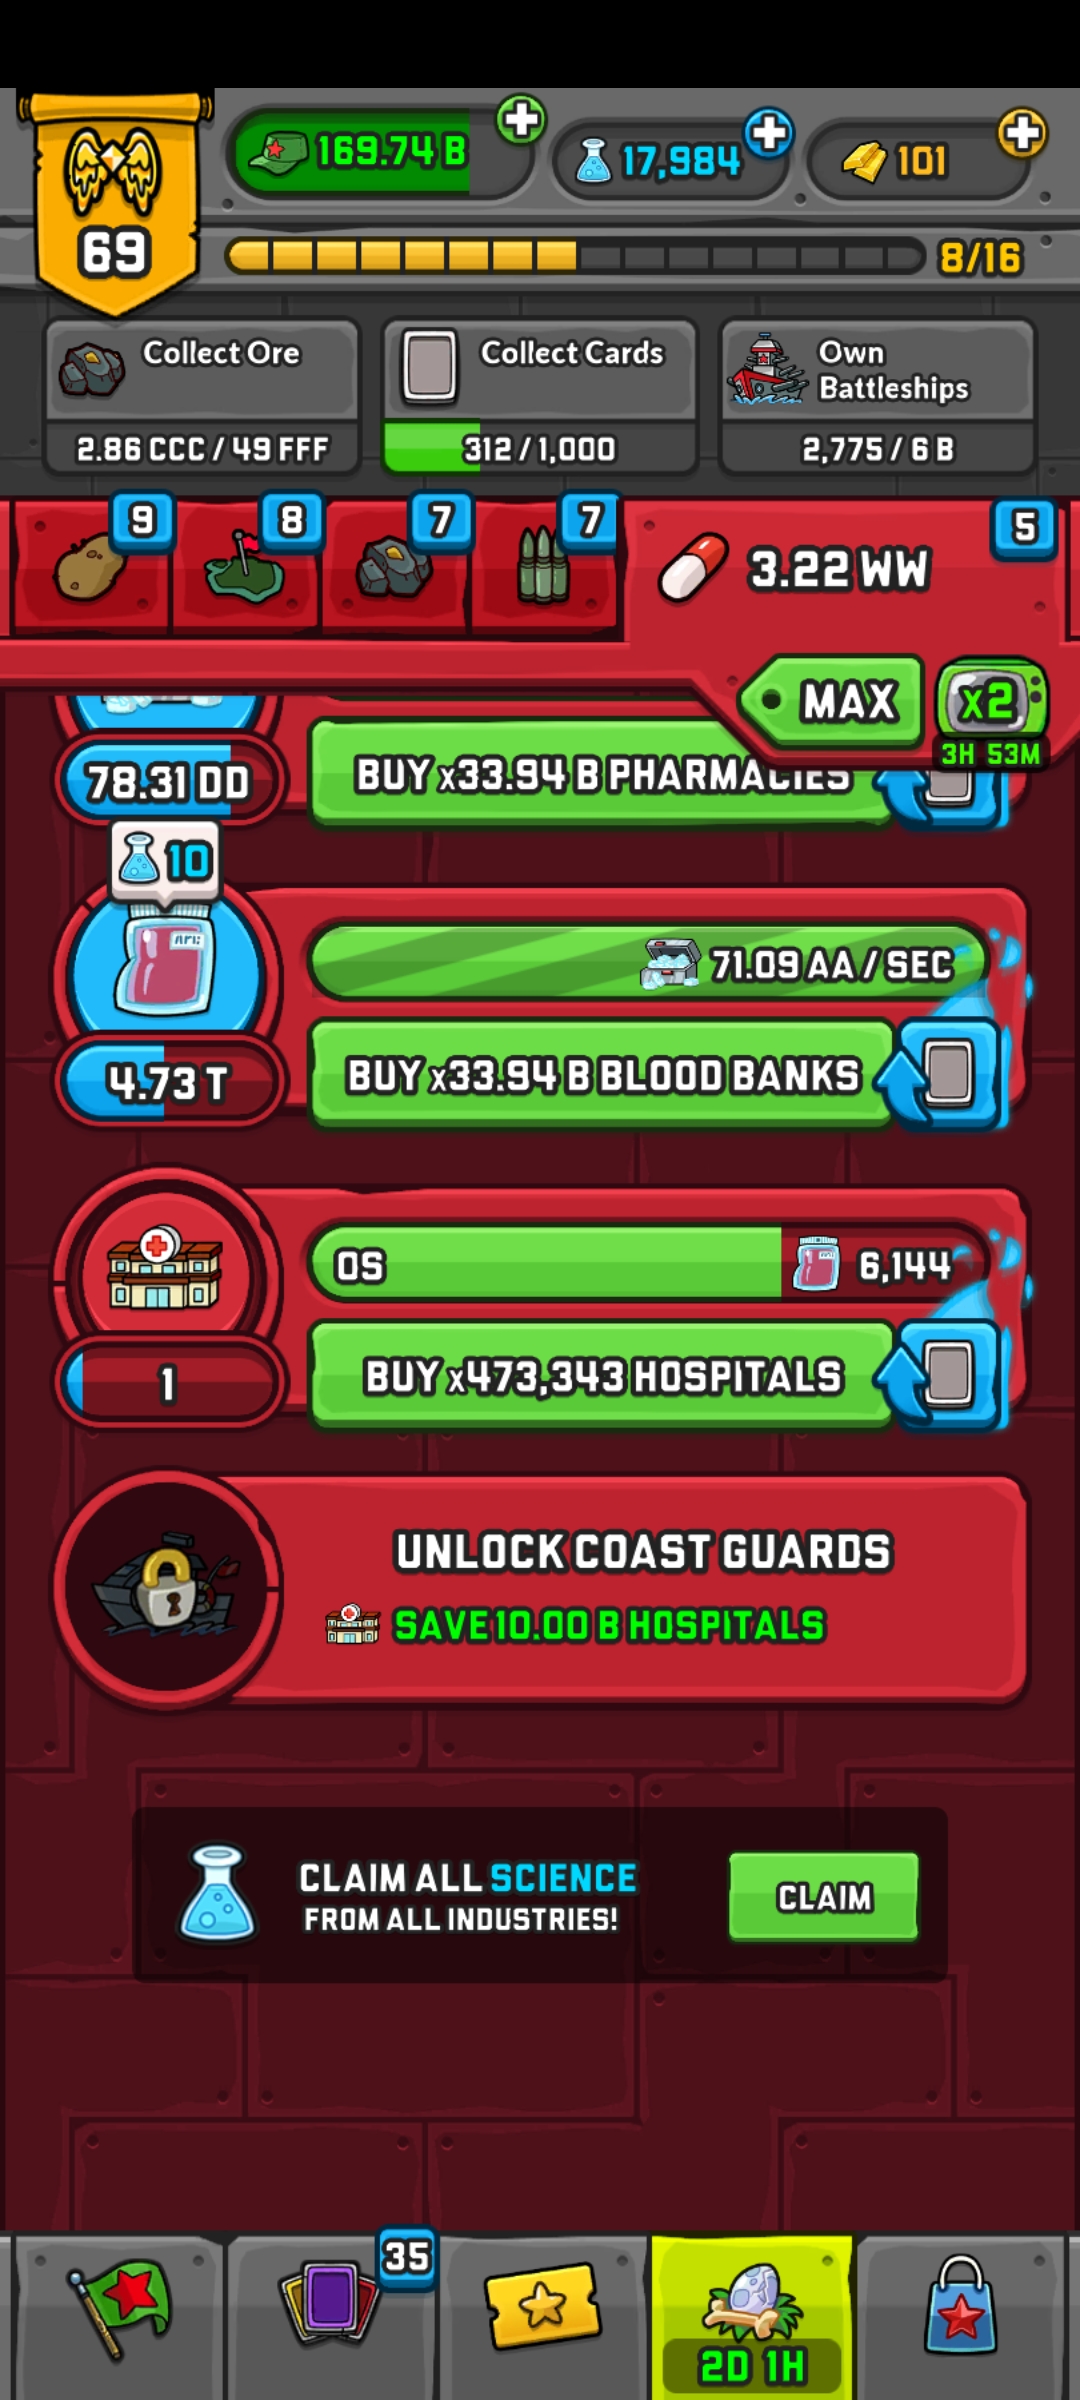 69
169.74 B
17,984
101
8/16
Collect Ore
2.86 CCC / 49 FFF
Collect Cards
312 / 1,000
Own
Battleships
2,775 / 6 B
9
8
7
7
3.22 WW
5
MAX
x2
3H 53M
78.31 DD
BUY x33.94 B PHARMACIES
10
71.09 AA / SEC
4.73 T
BUY x33.94 B BLOOD BANKS
0S
6,144
1
BUY x473,343 HOSPITALS
UNLOCK COAST GUARDS
SAVE 10.00 B HOSPITALS
CLAIM ALL SCIENCE
FROM ALL INDUSTRIES!
CLAIM
35
2D 1H